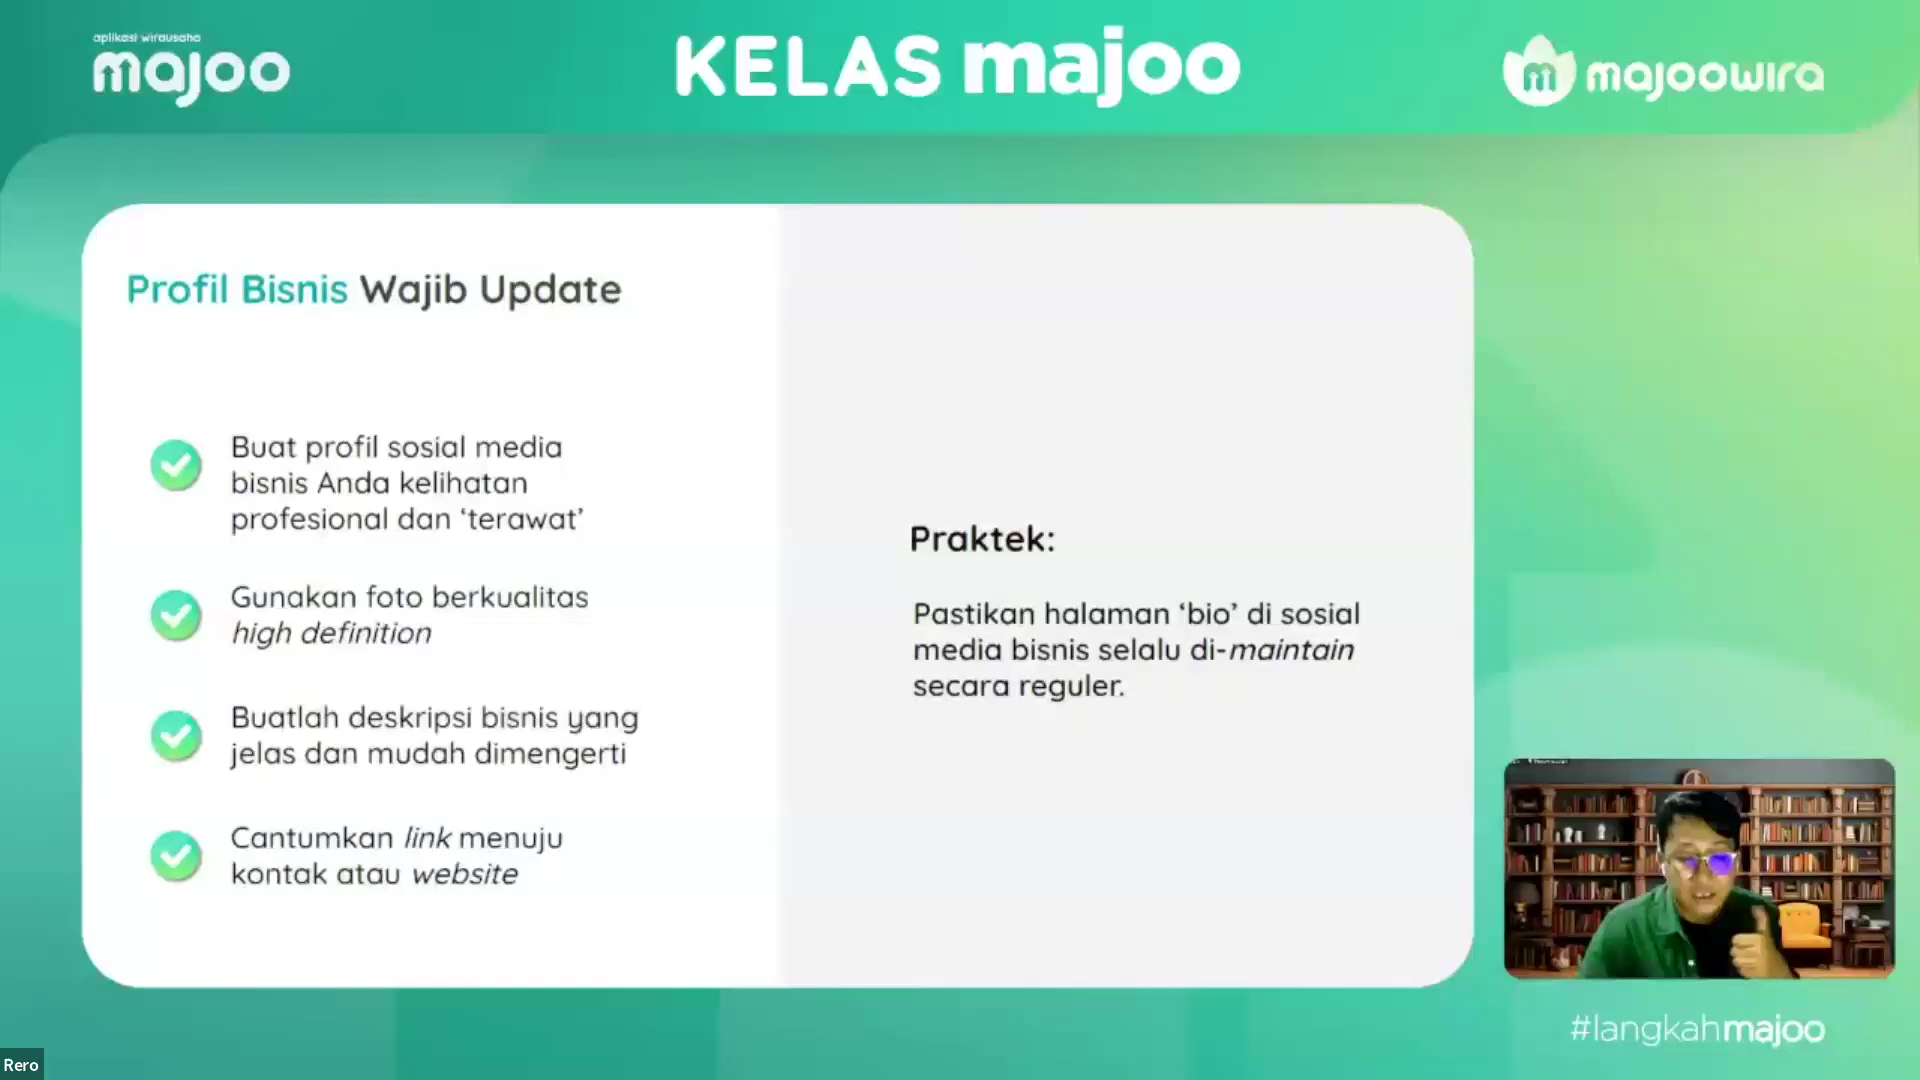 aplikasi wirausaha
majoo
KELAS majoo
majoowira
Profil Bisnis Wajib Update
Buat profil sosial media
bisnis Anda kelihatan
profesional dan ‘terawat’
Gunakan foto berkualitas
high definition
Buatlah deskripsi bisnis yang
jelas dan mudah dimengerti
Cantumkan link menuju
kontak atau website
Praktek:
Pastikan halaman ‘bio’ di sosial
media bisnis selalu di-maintain
secara reguler.
#langkahmajoo
Rero